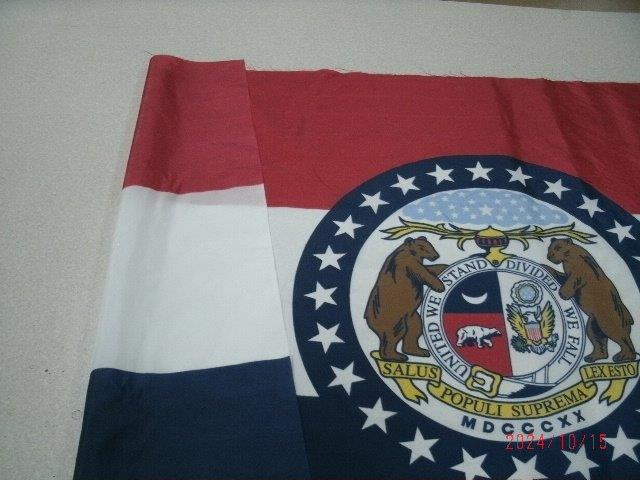 UNITED WE STAND DIVIDED WE FALL
SALUS POPULI SUPREMA LEX ESTO
MDCCCXX
2024/10/15